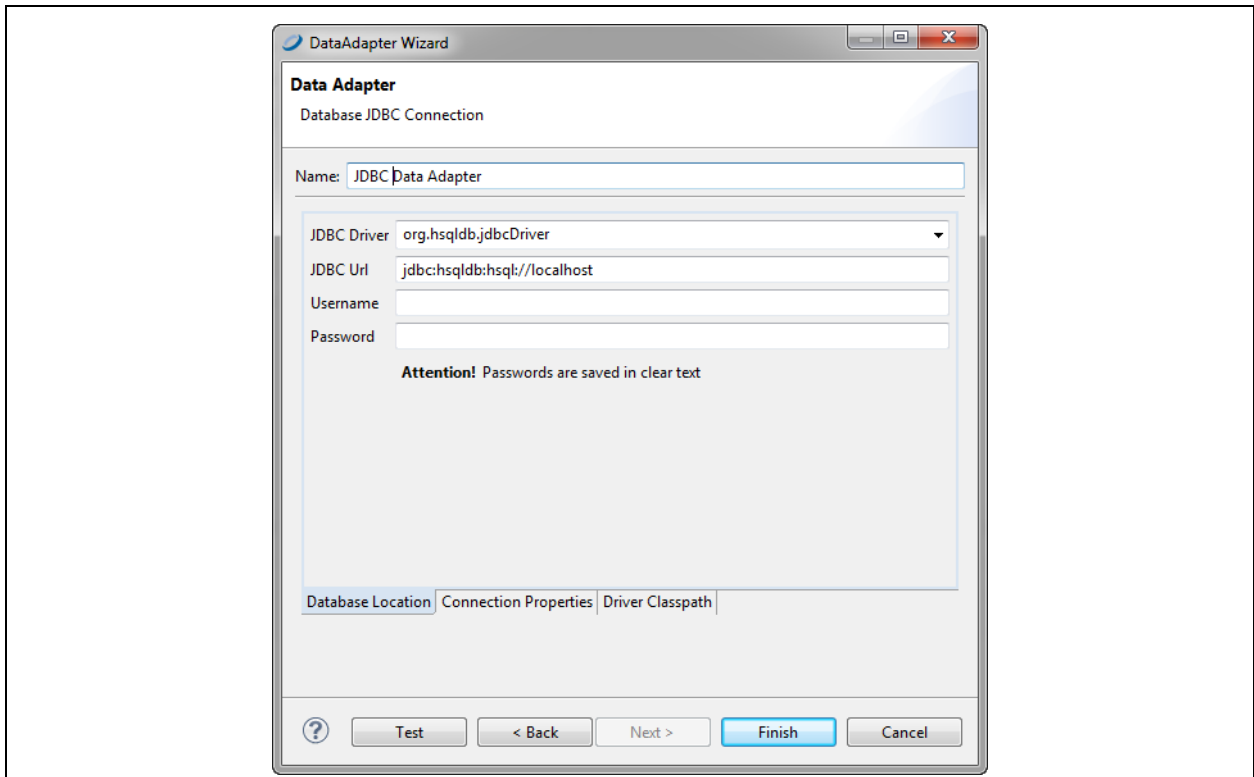 DataAdapter Wizard
Data Adapter
Database JDBC Connection
Name: JDBC Data Adapter
JDBC Driver org.hsqldb.jdbcDriver
JDBC Url jdbc:hsqldb:hsql://localhost
Username
Password
Attention! Passwords are saved in clear text
Database Location Connection Properties Driver Classpath
? Test < Back Next > Finish Cancel